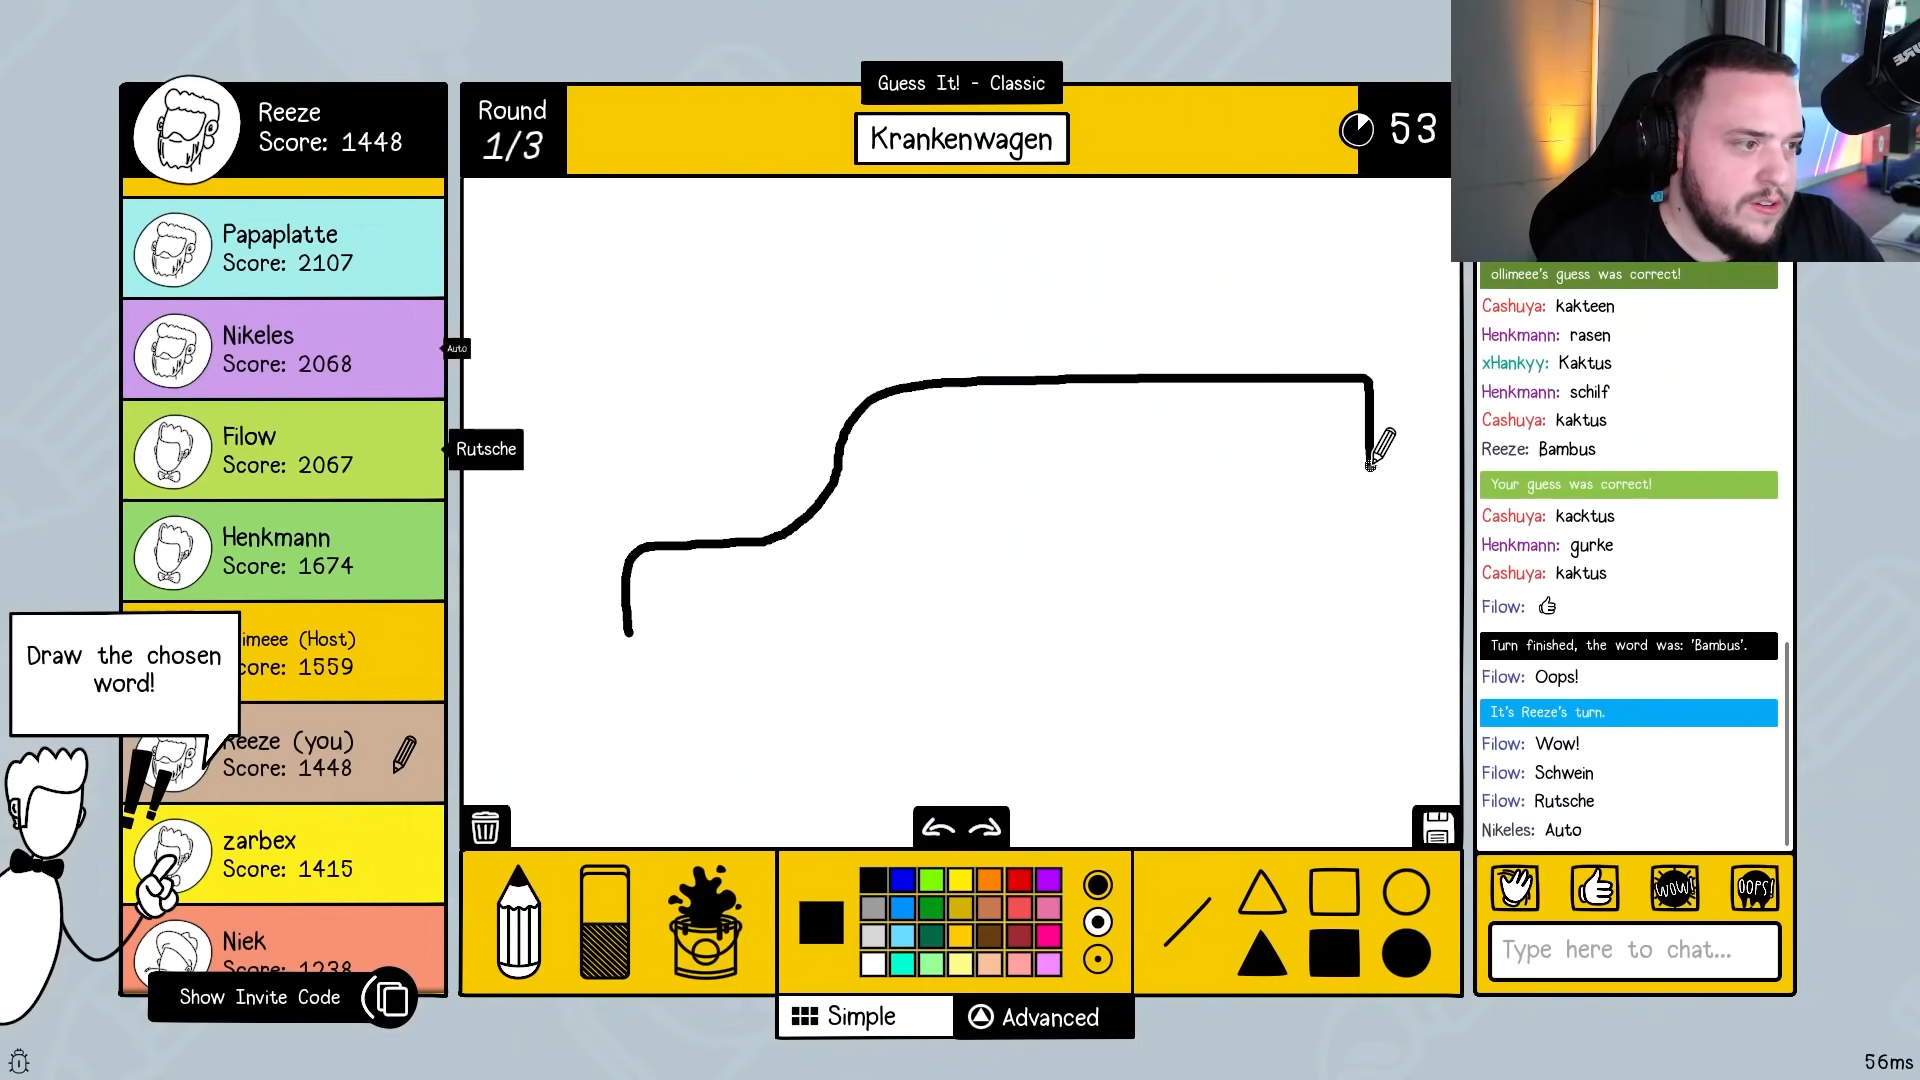 Guess It! - Classic
Krankenwagen
Round
1/3
53
Reeze
Score: 1448
Papaplatte
Score: 2107
Nikeles
Score: 2068
Auto
Filow
Score: 2067
Rutsche
Henkmann
Score: 1674
imeee (Host)
core: 1559
Draw the chosen
word!
Reeze (you)
Score: 1448
zarbex
Score: 1415
Niek
Score: 1238
Show Invite Code
Simple
Advanced
ollimeee's guess was correct!
Cashuya: kakteen
Henkmann: rasen
xHankyy: Kaktus
Henkmann: schilf
Cashuya: kaktus
Reeze: Bambus
Your guess was correct!
Cashuya: kacktus
Henkmann: gurke
Cashuya: kaktus
Filow:
Turn finished, the word was: 'Bambus'.
Filow: Oops!
It's Reeze's turn.
Filow: Wow!
Filow: Schwein
Filow: Rutsche
Nikeles: Auto
WOW!
OOPS!
Type here to chat...
56ms